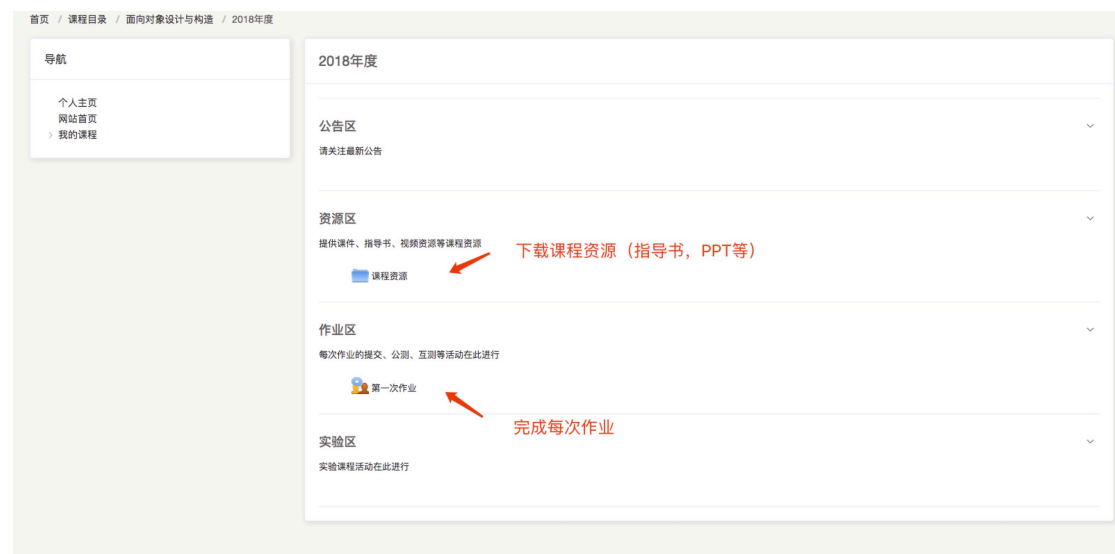 首页 / 课程目录 / 面向对象设计与构造 / 2018年度
导航
个人主页
网站首页
我的课程
2018年度
公告区
请关注最新公告
资源区
提供课件、指导书、视频资源等课程资源
下载课程资源（指导书，PPT等）
课程资源
作业区
每次作业的提交、公测、互测等活动在此进行
第一次作业
完成每次作业
实验区
实验课程活动在此进行